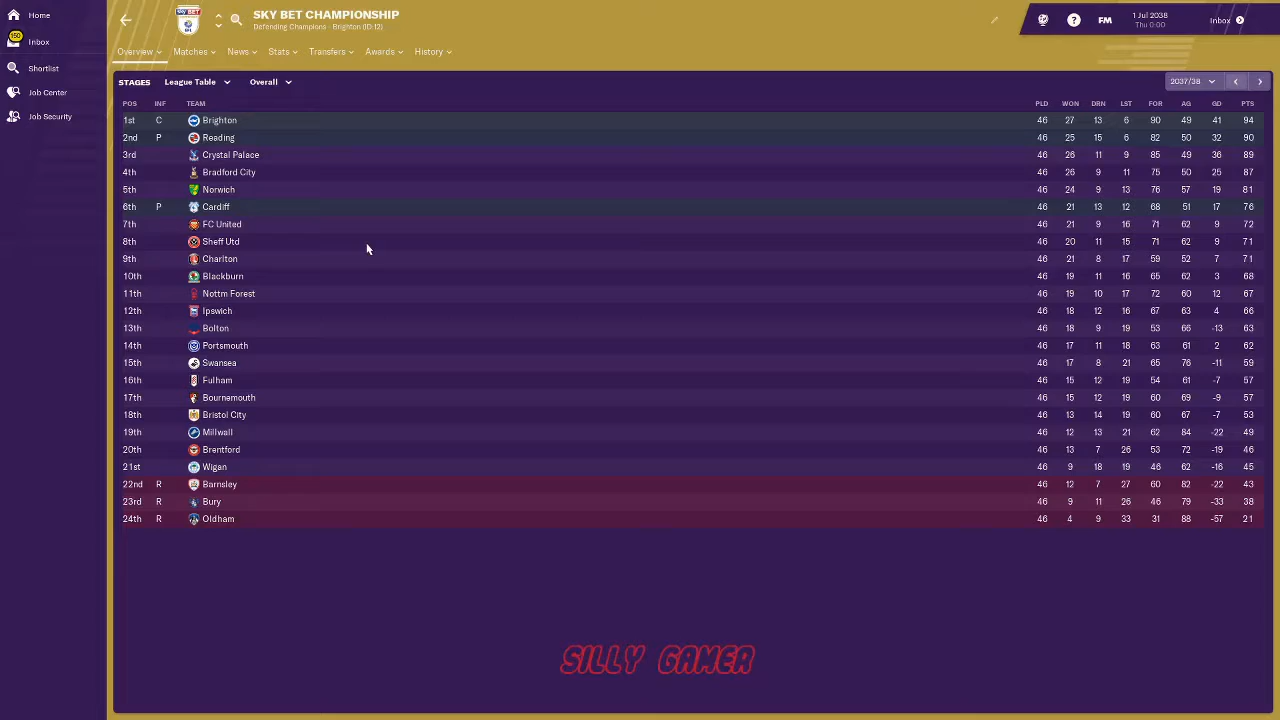 Home
150
Inbox
Shortlist
Job Center
Job Security
SKY BET CHAMPIONSHIP
Defending Champions - Brighton (ID:12)
? FM 1 Jul 2038 Inbox
Thu 0:00
Overview Matches News Stats Transfers Awards History
STAGES League Table Overall 2037/38
POS INF TEAM PLD WON DRN LST FOR AG GD PTS
1st C Brighton 46 27 13 6 90 49 41 94
2nd P Reading 46 25 15 6 82 50 32 90
3rd Crystal Palace 46 26 11 9 85 49 36 89
4th Bradford City 46 26 9 11 75 50 25 87
5th Norwich 46 24 9 13 76 57 19 81
6th P Cardiff 46 21 13 12 68 51 17 76
7th FC United 46 21 9 16 71 62 9 72
8th Sheff Utd 46 20 11 15 71 62 9 71
9th Charlton 46 21 8 17 59 52 7 71
10th Blackburn 46 19 11 16 65 62 3 68
11th Nottm Forest 46 19 10 17 72 60 12 67
12th Ipswich 46 18 12 16 67 63 4 66
13th Bolton 46 18 9 19 53 66 -13 63
14th Portsmouth 46 17 11 18 63 61 2 62
15th Swansea 46 17 8 21 65 76 -11 59
16th Fulham 46 15 12 19 54 61 -7 57
17th Bournemouth 46 15 12 19 60 69 -9 57
18th Bristol City 46 13 14 19 60 67 -7 53
19th Millwall 46 12 13 21 62 84 -22 49
20th Brentford 46 13 7 26 53 72 -19 46
21st Wigan 46 9 18 19 46 62 -16 45
22nd R Barnsley 46 12 7 27 60 82 -22 43
23rd R Bury 46 9 11 26 46 79 -33 38
24th R Oldham 46 4 9 33 31 88 -57 21
SILLY GAMER